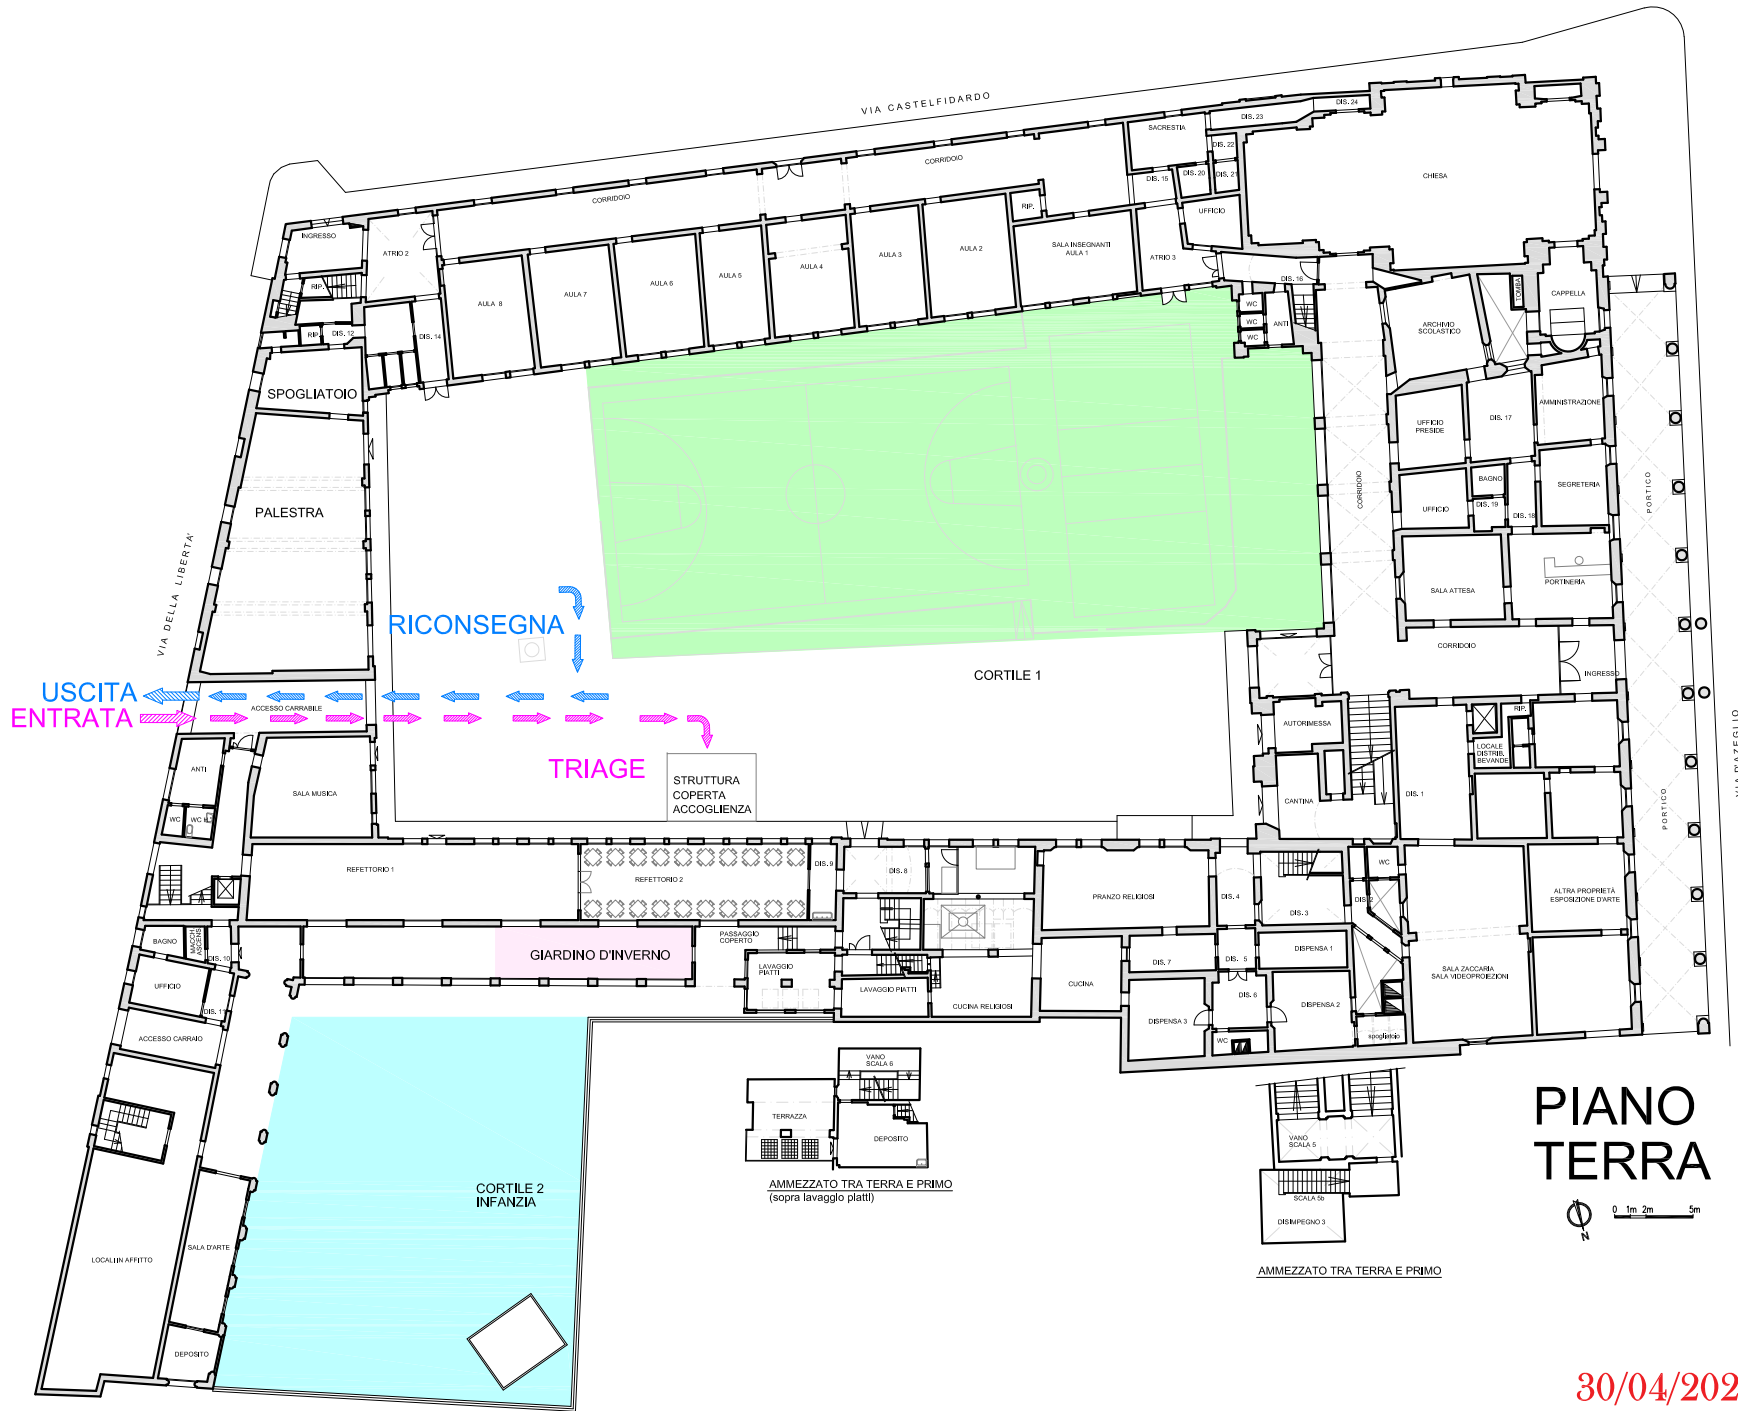 VIA CASTELFIDARDO
DIS. 24
DIS. 23
SACRESTIA
DIS. 22
DIS. 21
DIS. 20
DIS. 15
CORRIDOIO
CORRIDOIO
CHIESA
UFFICIO
RIP.
INGRESSO
ATRIO 2
AULA 8
AULA 7
AULA 6
AULA 5
AULA 4
AULA 3
AULA 2
SALA INSEGNANTI
AULA 1
ATRIO 3
DIS. 16
RIP.
RIP.
DIS. 12
DIS. 14
WC
WC
WC
ANTI
TOMBA
CAPPELLA
ARCHIVIO
SCOLASTICO
SPOGLIATOIO
UFFICIO
PRESIDE
DIS. 17
AMMINISTRAZIONE
PALESTRA
CORRIDOIO
BAGNO
SEGRETERIA
UFFICIO
DIS. 19
DIS. 18
PORTICO
VIA DELLA LIBERTA'
SALA ATTESA
PORTINERIA
RICONSEGNA
CORRIDOIO
INGRESSO
CORTILE 1
USCITA
ENTRATA
ACCESSO CARRABILE
TRIAGE
STRUTTURA
COPERTA
ACCOGLIENZA
AUTORIMESSA
RIP.
LOCALE
DISTRIB.
BEVANDE
VIA D'AZEGLIO
ANTI
SALA MUSICA
CANTINA
DIS. 1
PORTICO
WC
WC H
REFETTORIO 1
REFETTORIO 2
DIS. 9
DIS. 8
PRANZO RELIGIOSI
DIS. 4
DIS. 3
DIS. 2
WC
ALTRA PROPRIETÀ
ESPOSIZIONE D'ARTE
BAGNO
MACCH.
ASCENS.
DIS. 10
GIARDINO D'INVERNO
PASSAGGIO
COPERTO
LAVAGGIO
PIATTI
LAVAGGIO PIATTI
CUCINA RELIGIOSI
CUCINA
DIS. 7
DIS. 5
DISPENSA 1
DIS. 6
DISPENSA 2
DISPENSA 3
WC
spogliatoio
SALA ZACCARIA
SALA VIDEOPROIEZIONI
UFFICIO
DIS. 11
ACCESSO CARRAIO
VANO
SCALA 6
TERRAZZA
DEPOSITO
AMMEZZATO TRA TERRA E PRIMO
(sopra lavaggio piatti)
VANO
SCALA 5
SCALA 5b
DISIMPEGNO 3
AMMEZZATO TRA TERRA E PRIMO
PIANO
TERRA
N
0 1m 2m 5m
CORTILE 2
INFANZIA
SALA D'ARTE
LOCALI IN AFFITTO
DEPOSITO
30/04/202